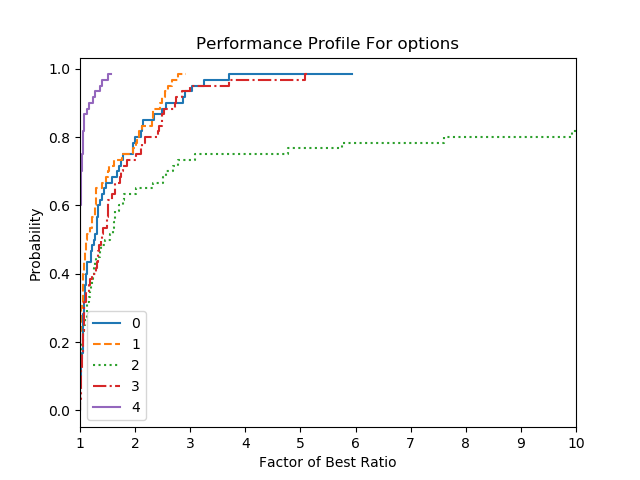 Performance Profile For options
1.0
0.8
0.6
0.4
0.2
0.0
Probability
0
1
2
3
4
1 2 3 4 5 6 7 8 9 10
Factor of Best Ratio